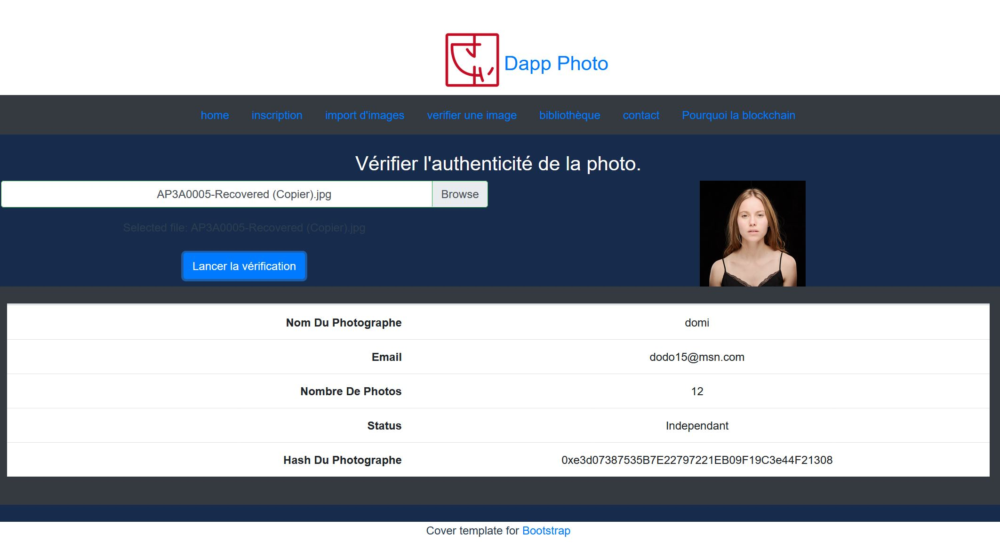 Dapp Photo
home inscription import d'images verifier une image bibliothèque contact Pourquoi la blockchain
Vérifier l'authenticité de la photo.
AP3A0005-Recovered (Copier).jpg Browse
Selected file: AP3A0005-Recovered (Copier).jpg
Lancer la vérification
Nom Du Photographe domi
Email dodo15@msn.com
Nombre De Photos 12
Status Independant
Hash Du Photographe 0xe3d07387535B7E22797221EB09F19C3e44F21308
Cover template for Bootstrap